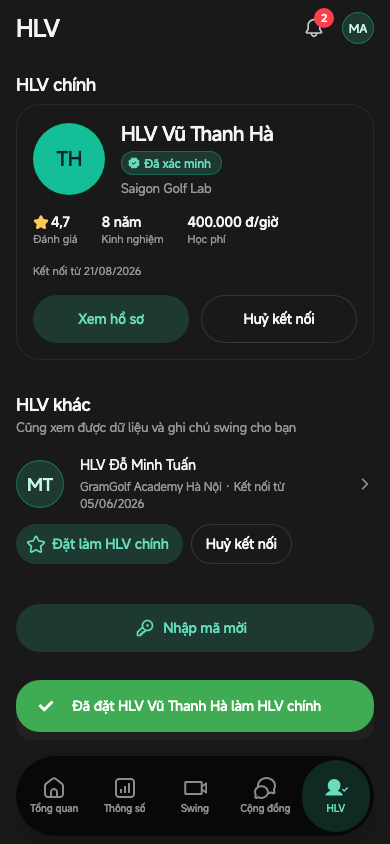 HLV
2
MA
HLV chính
TH
HLV Vũ Thanh Hà
Đã xác minh
Saigon Golf Lab
4,7
8 năm
400.000 đ/giờ
Đánh giá
Kinh nghiệm
Học phí
Kết nối từ 21/08/2026
Xem hồ sơ
Huỷ kết nối
HLV khác
Cũng xem được dữ liệu và ghi chú swing cho bạn
MT
HLV Đỗ Minh Tuấn
GramGolf Academy Hà Nội · Kết nối từ
05/06/2026
Đặt làm HLV chính
Huỷ kết nối
Nhập mã mời
Đã đặt HLV Vũ Thanh Hà làm HLV chính
Tổng quan
Thông số
Swing
Cộng đồng
HLV